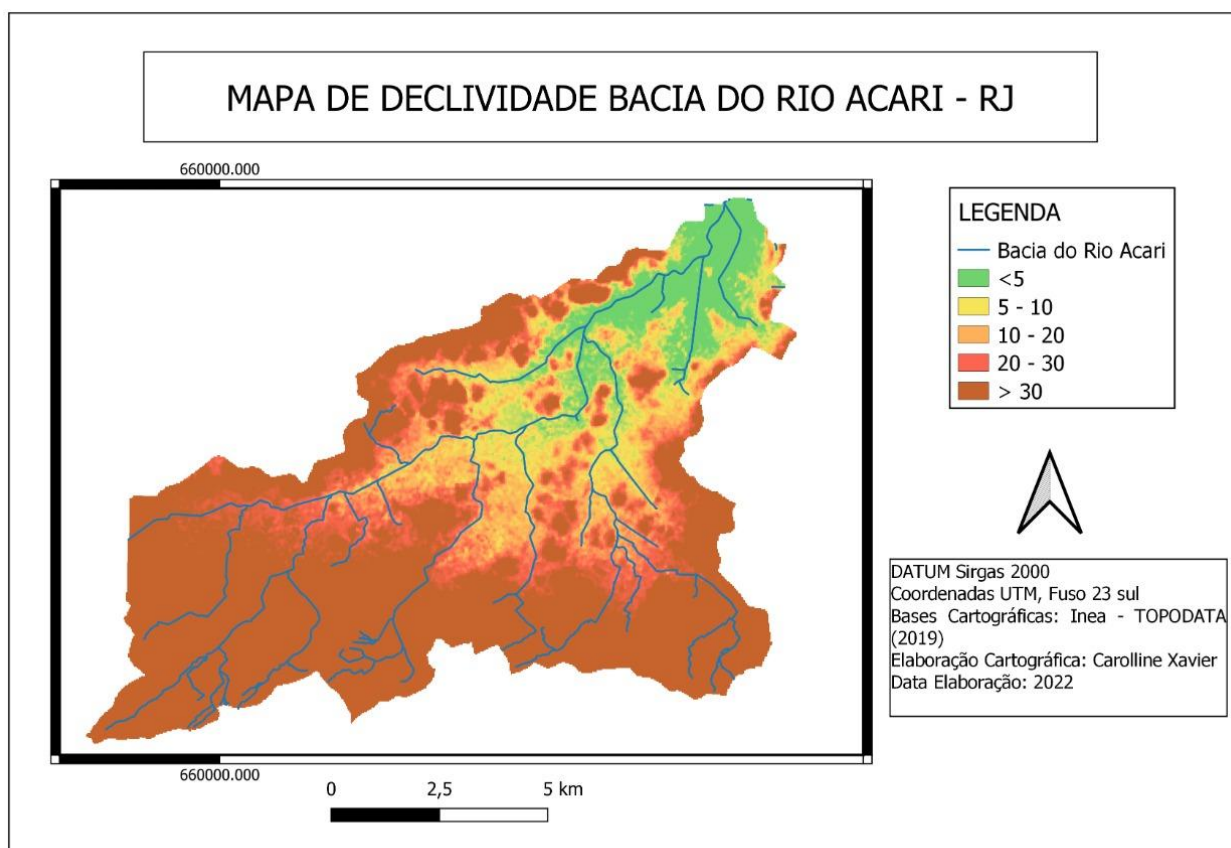 MAPA DE DECLIVIDADE BACIA DO RIO ACARI - RJ
660000.000
LEGENDA
Bacia do Rio Acari
<5
5 - 10
10 - 20
20 - 30
> 30
DATUM Sirgas 2000
Coordenadas UTM, Fuso 23 sul
Bases Cartográficas: Inea - TOPODATA
(2019)
Elaboração Cartográfica: Carolline Xavier
Data Elaboração: 2022
660000.000
0 2,5 5 km